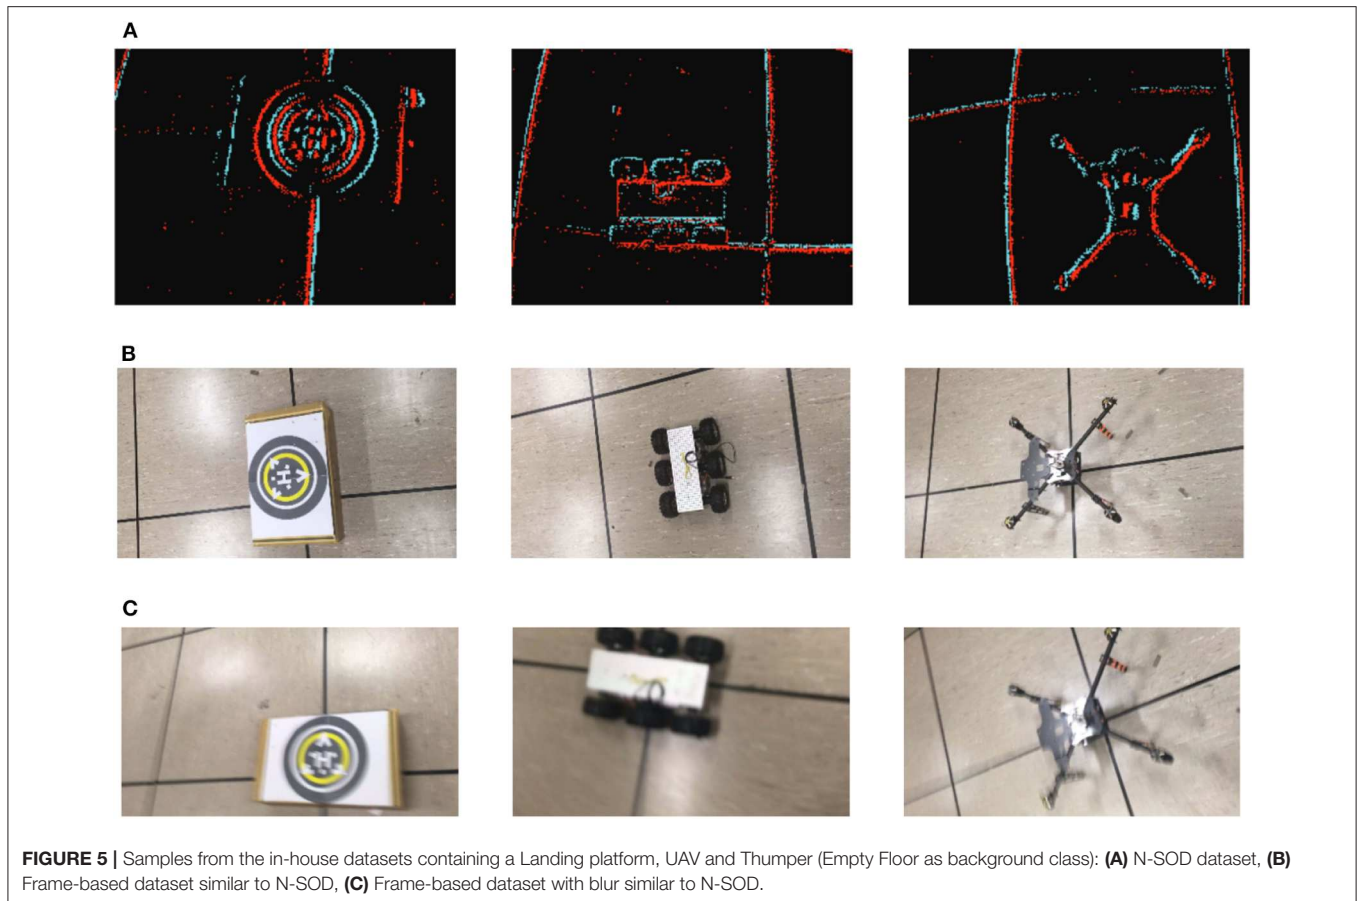 A
H
B
H
C
H
FIGURE 5 | Samples from the in-house datasets containing a Landing platform, UAV and Thumper (Empty Floor as background class): (A) N-SOD dataset, (B)
Frame-based dataset similar to N-SOD, (C) Frame-based dataset with blur similar to N-SOD.